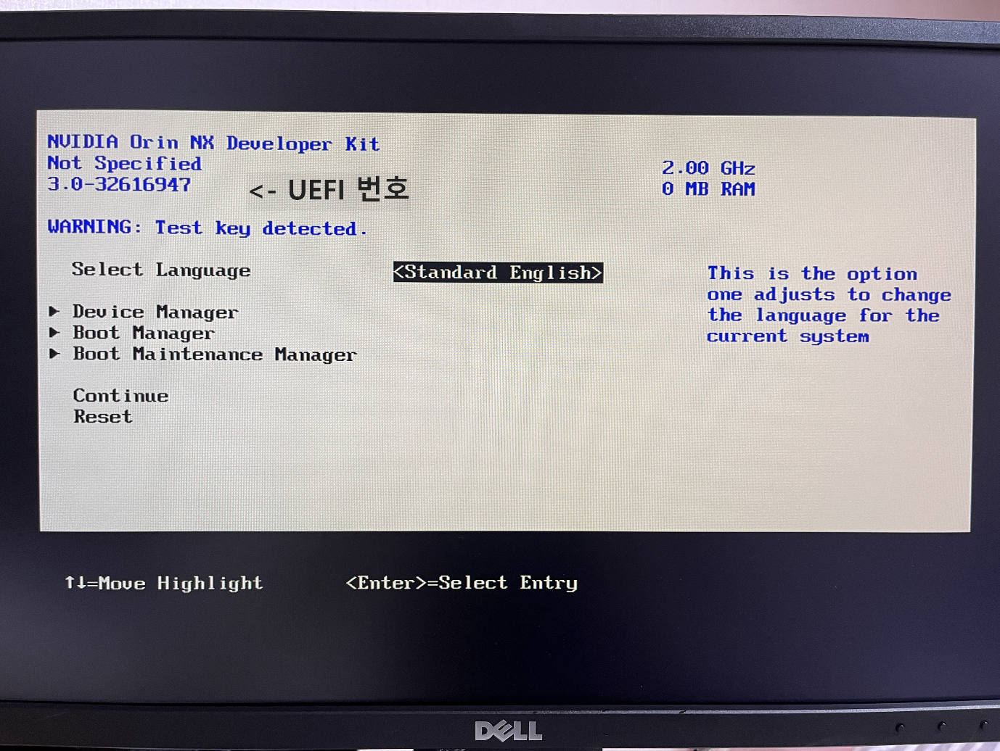 NVIDIA Orin NX Developer Kit
Not Specified
2.00 GHz
3.0-32616947
<- UEFI 번호
0 MB RAM
WARNING: Test key detected.
Select Language
<Standard English>
This is the option
one adjusts to change
the language for the
current system
Device Manager
Boot Manager
Boot Maintenance Manager
Continue
Reset
↑↓=Move Highlight
<Enter>=Select Entry
DELL